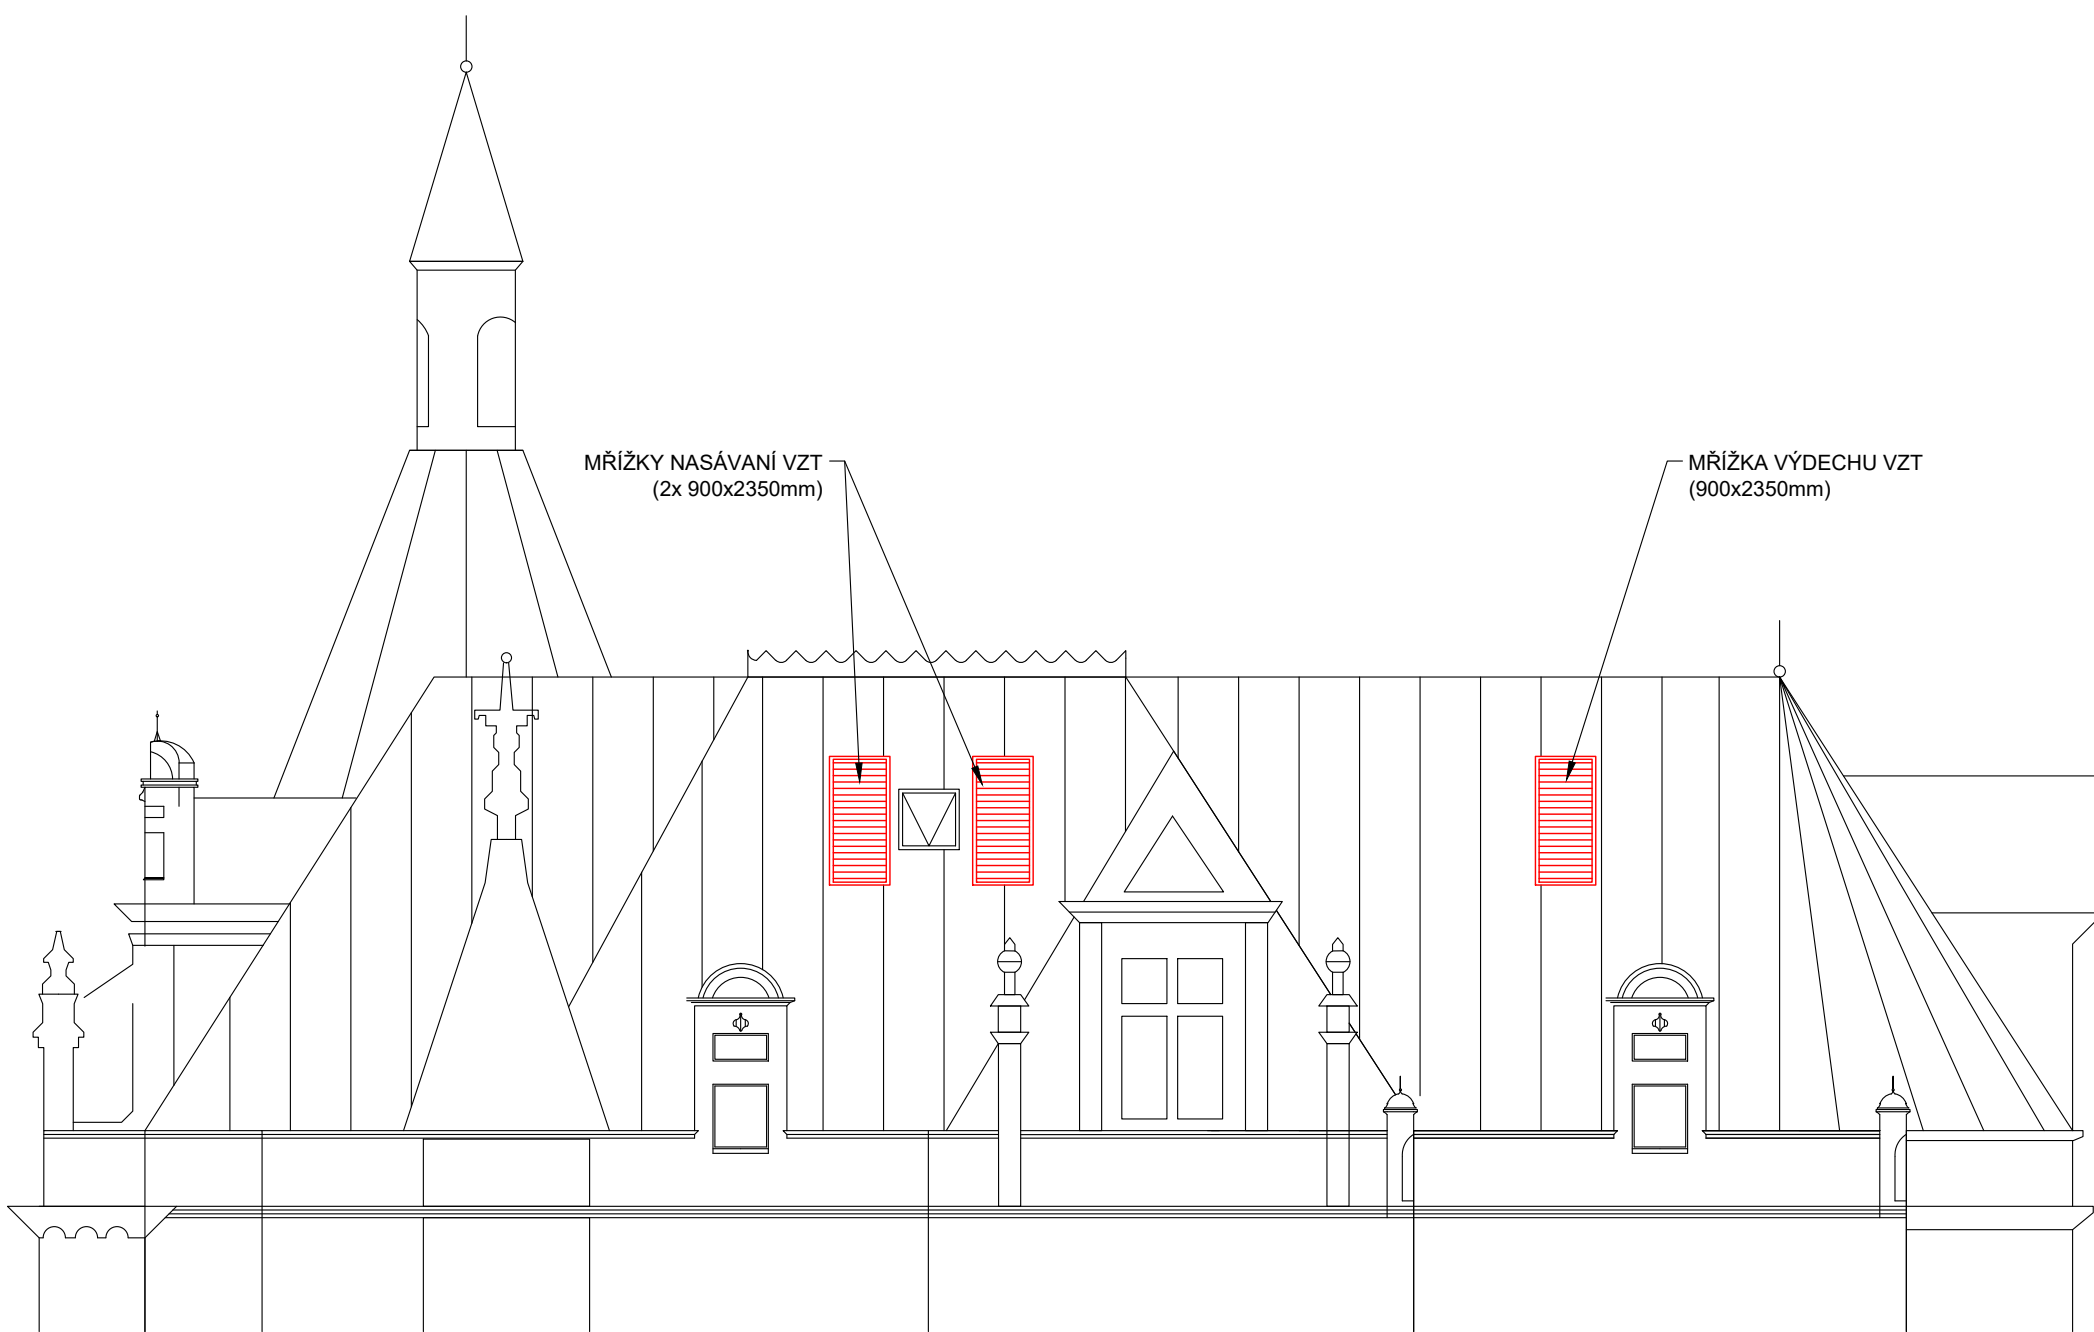 MŘÍŽKY NASÁVANÍ VZT
(2x 900x2350mm)
MŘÍŽKA VÝDECHU VZT
(900x2350mm)